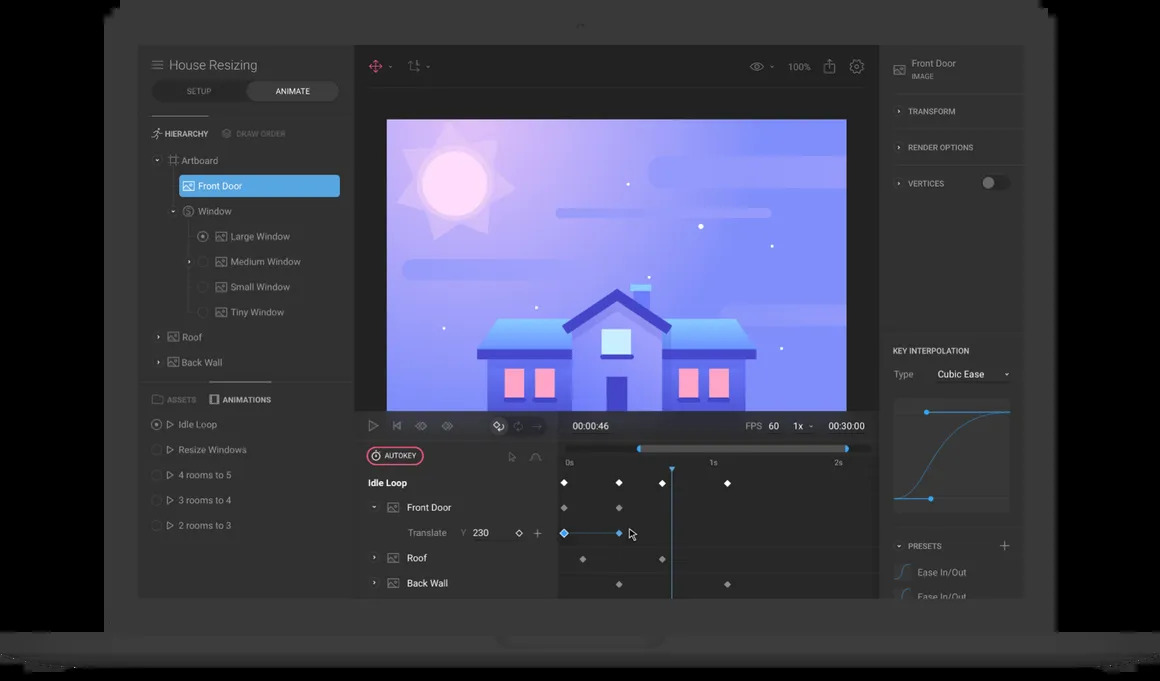 House Resizing
SETUP
ANIMATE
HIERARCHY
DRAW ORDER
Artboard
Front Door
Window
Large Window
Medium Window
Small Window
Tiny Window
Roof
Back Wall
ASSETS
ANIMATIONS
Idle Loop
Resize Windows
4 rooms to 5
3 rooms to 4
2 rooms to 3
100%
00:00:46
FPS 60
1x
00:30:00
AUTOKEY
0s
1s
2s
Idle Loop
Front Door
Translate Y 230
Roof
Back Wall
Front Door
IMAGE
TRANSFORM
RENDER OPTIONS
VERTICES
KEY INTERPOLATION
Type Cubic Ease
PRESETS
Ease In/Out
Ease In/Out